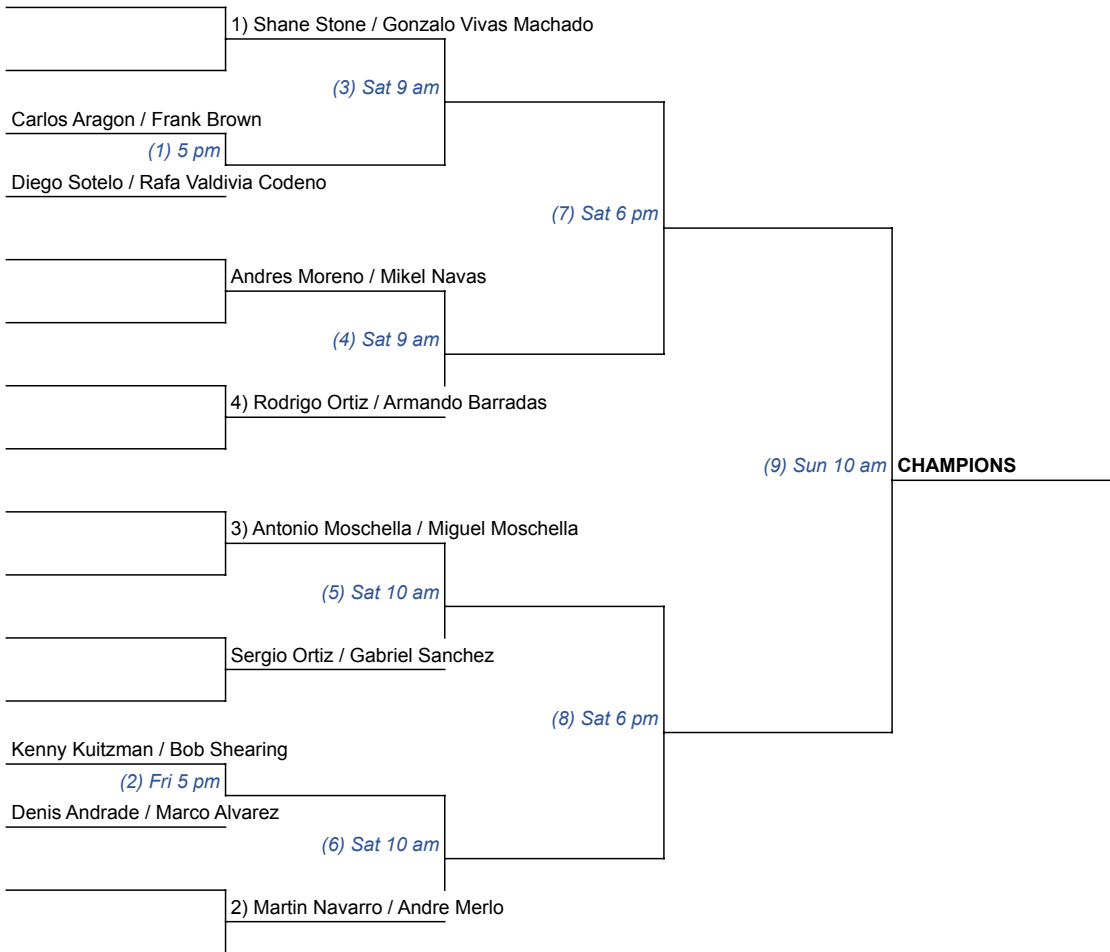 1) Shane Stone / Gonzalo Vivas Machado
(3) Sat 9 am
Carlos Aragon / Frank Brown
(1) 5 pm
Diego Sotelo / Rafa Valdivia Codeno
(7) Sat 6 pm
Andres Moreno / Mikel Navas
(4) Sat 9 am
4) Rodrigo Ortiz / Armando Barradas
(9) Sun 10 am CHAMPIONS
3) Antonio Moschella / Miguel Moschella
(5) Sat 10 am
Sergio Ortiz / Gabriel Sanchez
(8) Sat 6 pm
Kenny Kuitzman / Bob Shearing
(2) Fri 5 pm
Denis Andrade / Marco Alvarez
(6) Sat 10 am
2) Martin Navarro / Andre Merlo